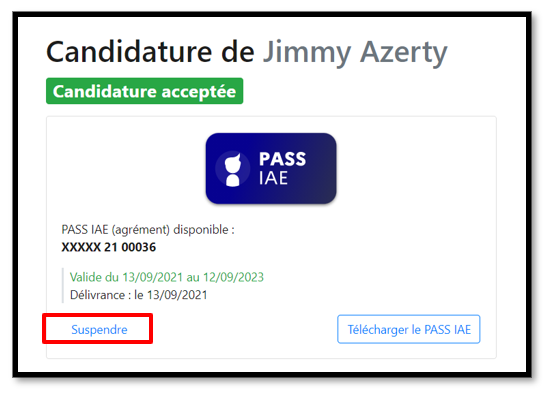 Candidature de Jimmy Azerty
Candidature acceptée
PASS
IAE
PASS IAE (agrément) disponible :
XXXXX 21 00036
Valide du 13/09/2021 au 12/09/2023
Délivrance : le 13/09/2021
Suspendre
Télécharger le PASS IAE